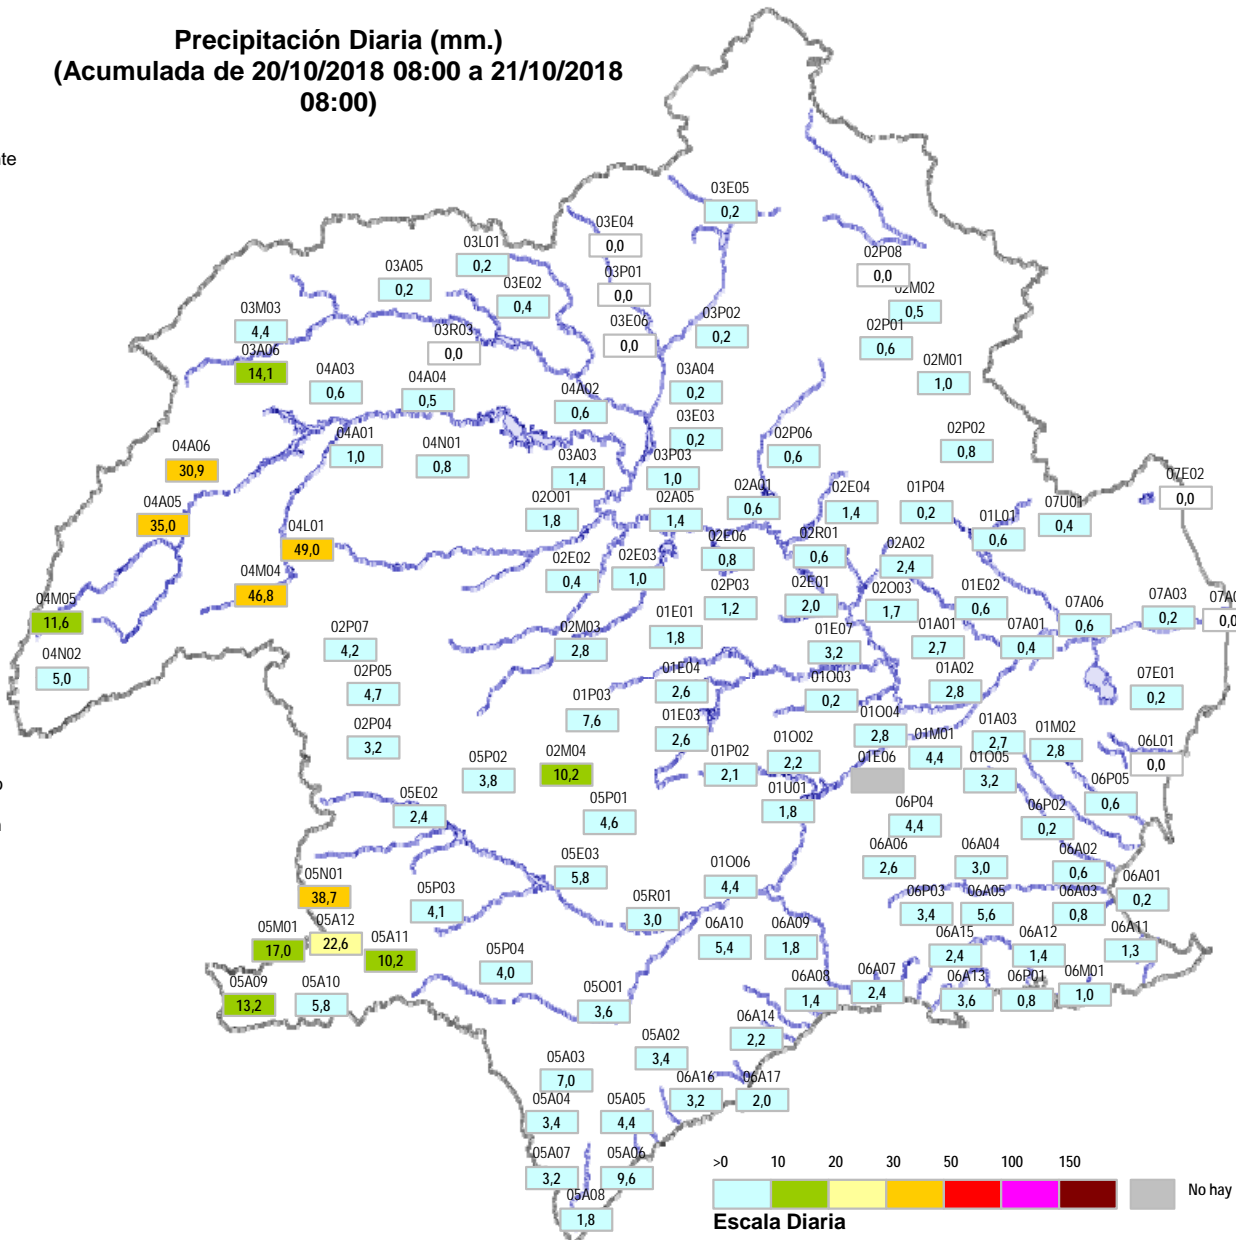 Precipitación Diaria (mm.)
(Acumulada de 20/10/2018 08:00 a 21/10/2018
08:00)
nte
03E05
0,2
03E04
0,0
03L01
0,2
02P08
0,0
03A05
0,2
03P01
0,0
03E02
0,4
02M02
0,5
03M03
4,4
03R03
0,0
03E06
0,0
03P02
0,2
02P01
0,6
03A06
14,1
04A03
0,6
04A04
0,5
04A02
0,6
03A04
0,2
02M01
1,0
03E03
0,2
04A06
30,9
04A01
1,0
04N01
0,8
03A03
1,4
03P03
1,0
02P06
0,6
02P02
0,8
07E02
0,0
04A05
35,0
02O01
1,8
02A05
1,4
02A01
0,6
02E04
1,4
01P04
0,2
01L01
0,6
07U01
0,4
04L01
49,0
02E02
0,4
02E03
1,0
02E06
0,8
02R01
0,6
02A02
2,4
04M04
46,8
04M05
11,6
02P03
1,2
02E01
2,0
02O03
1,7
01E02
0,6
07A06
0,6
07A03
0,2
07A0
0,0
02P07
4,2
02M03
2,8
01E01
1,8
01E07
3,2
01A01
2,7
07A01
0,4
04N02
5,0
02P05
4,7
01E04
2,6
01O03
0,2
01A02
2,8
07E01
0,2
01P03
7,6
02P04
3,2
01E03
2,6
01O04
2,8
01M01
4,4
01A03
2,7
01M02
2,8
06L01
0,0
05P02
3,8
02M04
10,2
01P02
2,1
01O02
2,2
01E06
01O05
3,2
o
06P05
0,6
05E02
2,4
05P01
4,6
01U01
1,8
06P04
4,4
06P02
0,2
05E03
5,8
01O06
4,4
06A06
2,6
06A04
3,0
06A02
0,6
05N01
38,7
05P03
4,1
05R01
3,0
06P03
3,4
06A05
5,6
06A03
0,8
06A01
0,2
05M01
17,0
05A12
22,6
05A11
10,2
05P04
4,0
06A10
5,4
06A09
1,8
06A15
2,4
06A12
1,4
06A11
1,3
05A09
13,2
05A10
5,8
05O01
3,6
06A08
1,4
06A07
2,4
06A13
3,6
06P01
0,8
06M01
1,0
05A02
3,4
06A14
2,2
05A03
7,0
06A16
3,2
06A17
2,0
05A04
3,4
05A05
4,4
05A07
3,2
05A06
9,6
05A08
1,8
>0 10 20 30 50 100 150
No hay
Escala Diaria